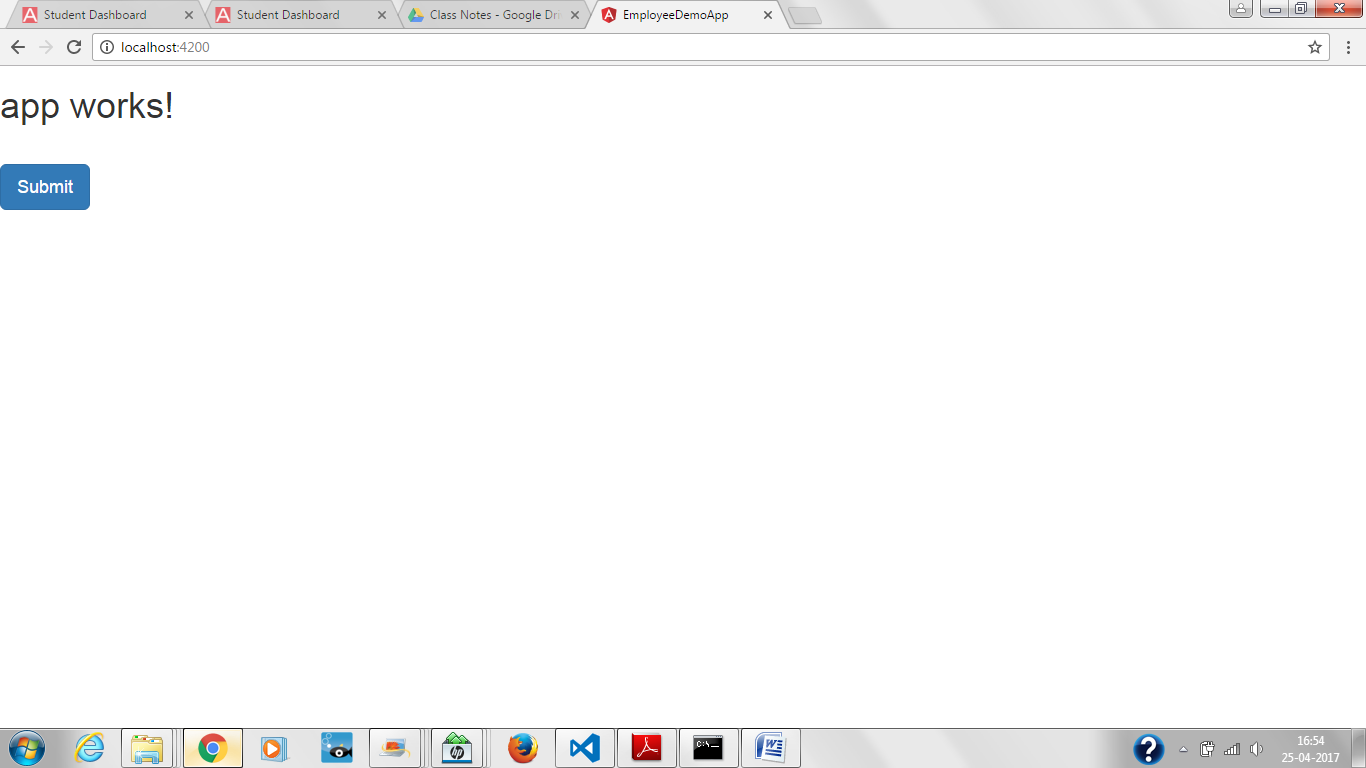 Student Dashboard
Student Dashboard
Class Notes - Google Dri
EmployeeDemoApp
localhost:4200
app works!
Submit
16:54
25-04-2017